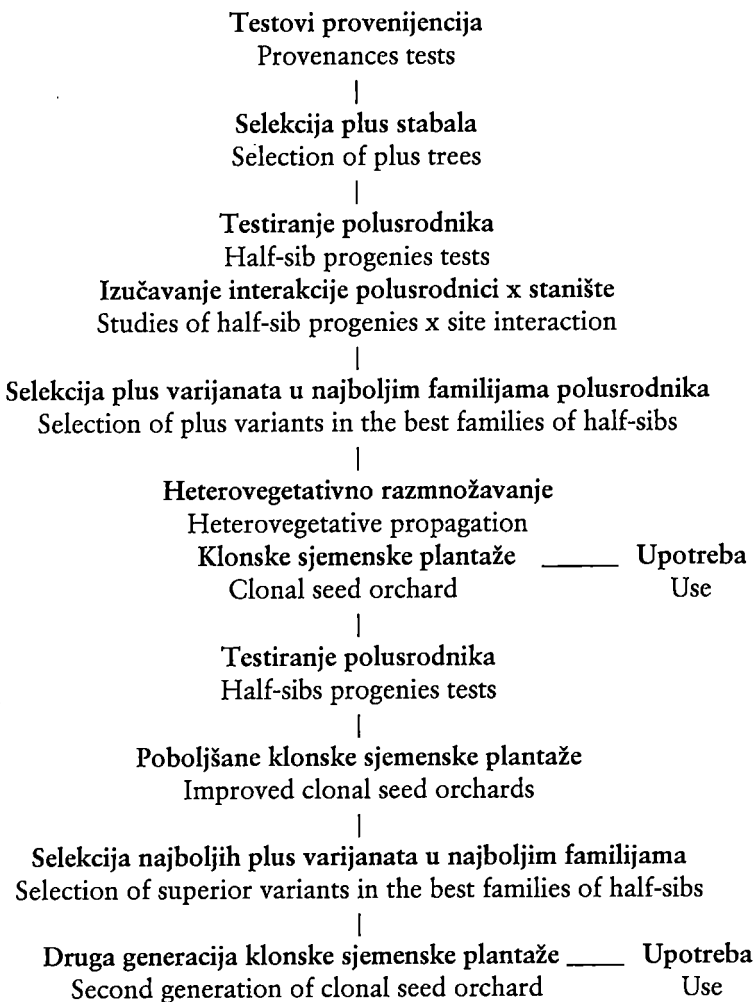 Testovi provenijencija
Provenances tests
Selekcija plus stabala
Selection of plus trees
Testiranje polusrodnika
Half-sib progenies tests
Izučavanje interakcije polusrodnici x stanište
Studies of half-sib progenies x site interaction
Selekcija plus varijanata u najboljim familijama polusrodnika
Selection of plus variants in the best families of half-sibs
Heterovegetativno razmnožavanje
Heterovegetative propagation
Klonske sjemenske plantaže _____ Upotreba
Clonal seed orchard Use
Testiranje polusrodnika
Half-sibs progenies tests
Poboljšane klonske sjemenske plantaže
Improved clonal seed orchards
Selekcija najboljih plus varijanata u najboljim familijama
Selection of superior variants in the best families of half-sibs
Druga generacija klonske sjemenske plantaže ____ Upotreba
Second generation of clonal seed orchard Use